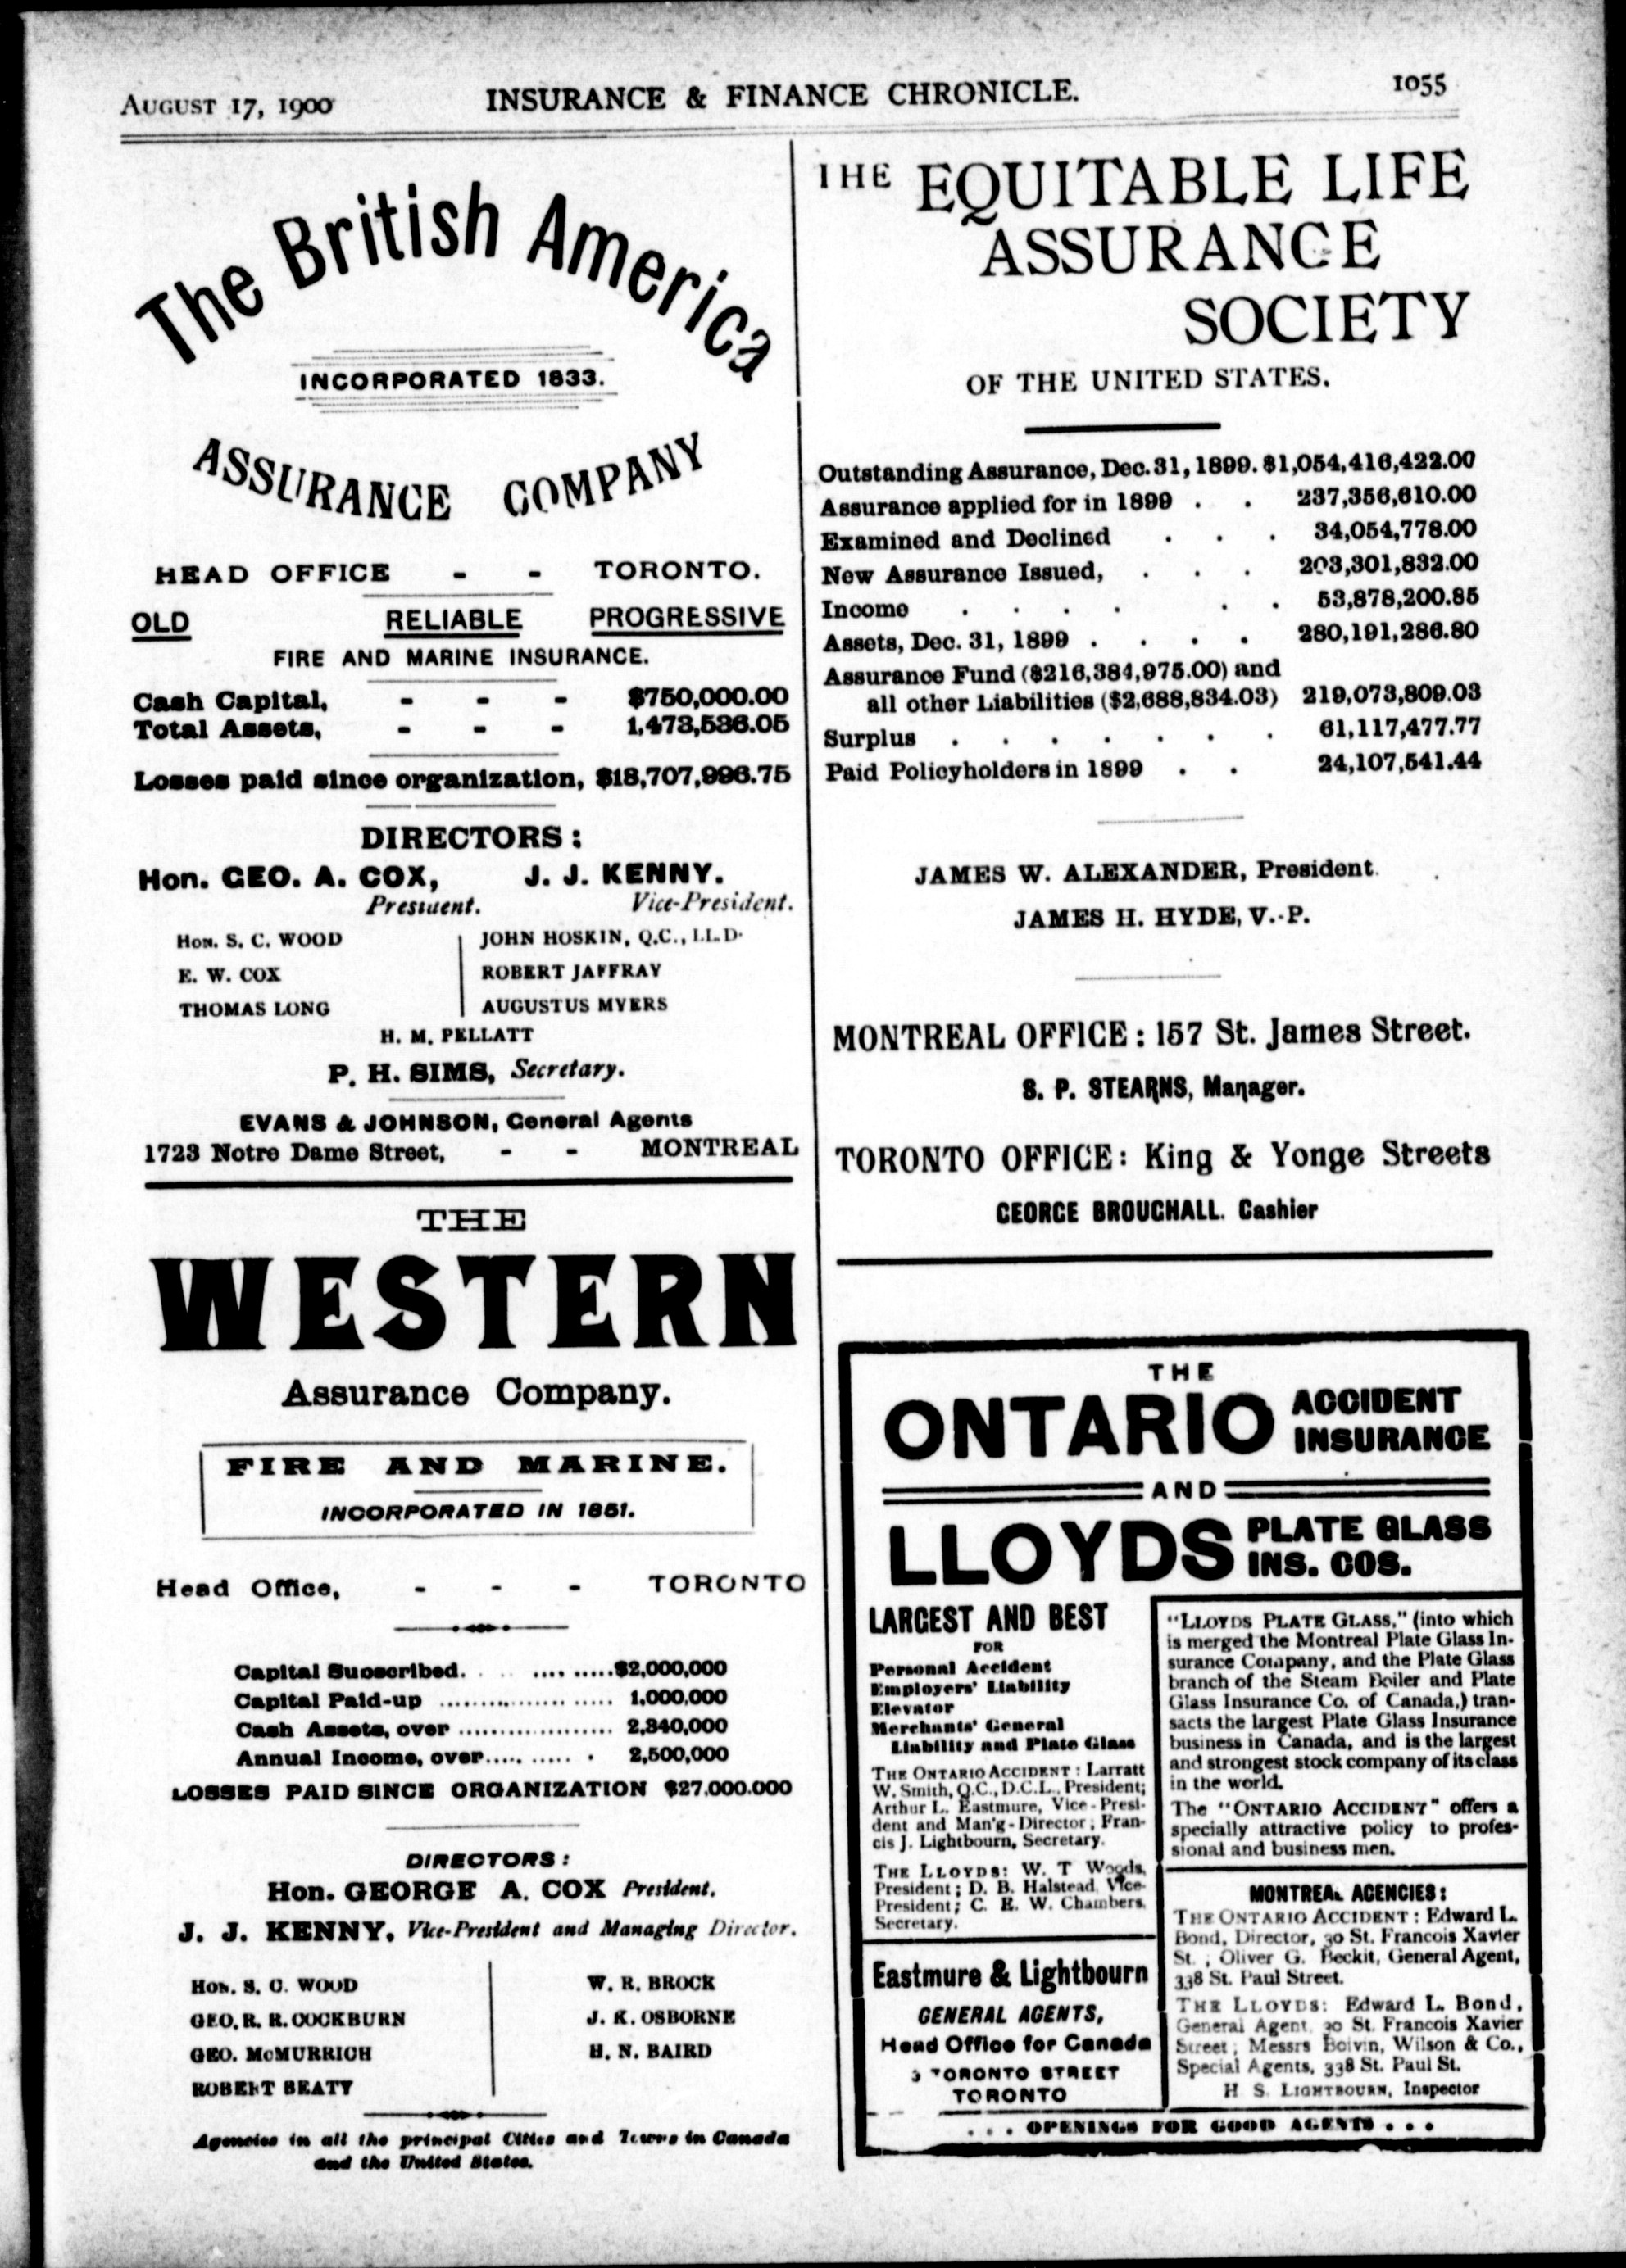 AUGUST 17, 1900 INSURANCE & FINANCE CHRONICLE. 1055
The British America
INCORPORATED 1833.
ASSURANCE COMPANY
HEAD OFFICE - - TORONTO.
OLD RELIABLE PROGRESSIVE
FIRE AND MARINE INSURANCE.
Cash Capital, - - - $750,000.00
Total Assets, - - - 1,473,536.05
Losses paid since organization, $18,707,996.75
DIRECTORS:
Hon. GEO. A. COX, J. J. KENNY.
President. Vice-President.
HON. S. C. WOOD JOHN HOSKIN, Q.C., LL.D.
E. W. COX ROBERT JAFFRAY
THOMAS LONG AUGUSTUS MYERS
H. M. PELLATT
P. H. SIMS, Secretary.
EVANS & JOHNSON, General Agents
1723 Notre Dame Street, - - MONTREAL
THE
WESTERN
Assurance Company.
FIRE AND MARINE.
INCORPORATED IN 1851.
Head Office, - - - TORONTO
Capital Subscribed. . .. .... .....$2,000,000
Capital Paid-up ..................... ..... 1,000,000
Cash Assets, over ................... 2,340,000
Annual Income, over..... ...... . 2,500,000
LOSSES PAID SINCE ORGANIZATION $27.000.000
DIRECTORS:
Hon. GEORGE A. COX President.
J. J. KENNY, Vice-President and Managing Director.
HON. S. C. WOOD W. R. BROCK
GEO. R. R. COCKBURN J. K. OSBORNE
GEO. McMURRICH H. N. BAIRD
ROBERT BEATY
Agencies in all the principal Cities and Towns in Canada
and the United States.
THE EQUITABLE LIFE
ASSURANCE
SOCIETY
OF THE UNITED STATES.
Outstanding Assurance, Dec. 31, 1899. $1,054,416,422.00
Assurance applied for in 1899 . . 237,356,610.00
Examined and Declined . . . 34,054,778.00
New Assurance Issued, . . . 203,301,832.00
Income . . . . . . 53,878,200.85
Assets, Dec. 31, 1899 . . . . 280,191,286.80
Assurance Fund ($216,384,975.00) and
all other Liabilities ($2,688,834.03) 219,073,809.03
Surplus . . . . . . . 61,117,477.77
Paid Policyholders in 1899 . . 24,107,541.44
JAMES W. ALEXANDER, President.
JAMES H. HYDE, V.-P.
MONTREAL OFFICE: 157 St. James Street.
S. P. STEARNS, Manager.
TORONTO OFFICE: King & Yonge Streets
GEORGE BROUGHALL. Cashier
THE
ONTARIO ACCIDENT
INSURANCE
AND
LLOYDS PLATE GLASS
INS. COS.
LARGEST AND BEST
FOR
Personal Accident
Employers' Liability
Elevator
Merchants' General
Liability and Plate Glass
THE ONTARIO ACCIDENT: Larratt
W. Smith, Q.C., D.C.L., President;
Arthur L. Eastmure, Vice-Presi-
dent and Man'g-Director; Fran-
cis J. Lightbourn, Secretary.
THE LLOYDS: W. T Woods,
President; D. B. Halstead, Vice-
President; C. E. W. Chambers,
Secretary.
Eastmure & Lightbourn
GENERAL AGENTS,
Head Office for Canada
3 TORONTO STREET
TORONTO
"LLOYDS PLATE GLASS," (into which
is merged the Montreal Plate Glass In-
surance Company, and the Plate Glass
branch of the Steam Boiler and Plate
Glass Insurance Co. of Canada,) tran-
sacts the largest Plate Glass Insurance
business in Canada, and is the largest
and strongest stock company of its class
in the world.
The "ONTARIO ACCIDENT" offers a
specially attractive policy to profes-
sional and business men.
MONTREAL AGENCIES:
THE ONTARIO ACCIDENT: Edward L.
Bond, Director, 30 St. Francois Xavier
St.; Oliver G. Beckit, General Agent,
338 St. Paul Street.
THE LLOYDS: Edward L. Bond,
General Agent, 30 St. Francois Xavier
Street; Messrs Boivin, Wilson & Co.,
Special Agents, 338 St. Paul St.
H S. LIGHTBOURN, Inspector
. . . OPENINGS FOR GOOD AGENTS . . .